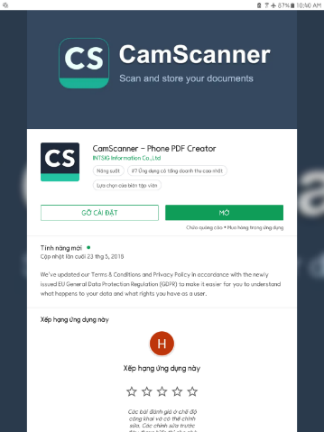 87% 10:40 AM
CS CamScanner
Scan and store your documents
CS
CamScanner - Phone PDF Creator
INTSIG Information Co.,Ltd
Năng suất
#7 Ứng dụng có tổng doanh thu cao nhất
Lựa chọn của biên tập viên
GỠ CÀI ĐẶT
MỞ
Chứa quảng cáo • Mua hàng trong ứng dụng
Tính năng mới
Cập nhật lần cuối 23 thg 5, 2018
We've updated our Terms & Conditions and Privacy Policy in accordance with the newly
issued EU General Data Protection Regulation (GDPR) to make it easier for you to understand
what happens to your data and what rights you have as a user.
Xếp hạng ứng dụng này
H
Xếp hạng ứng dụng này
Các bài đánh giá ở chế độ
công khai và có thể chỉnh
sửa. Các chỉnh sửa trước